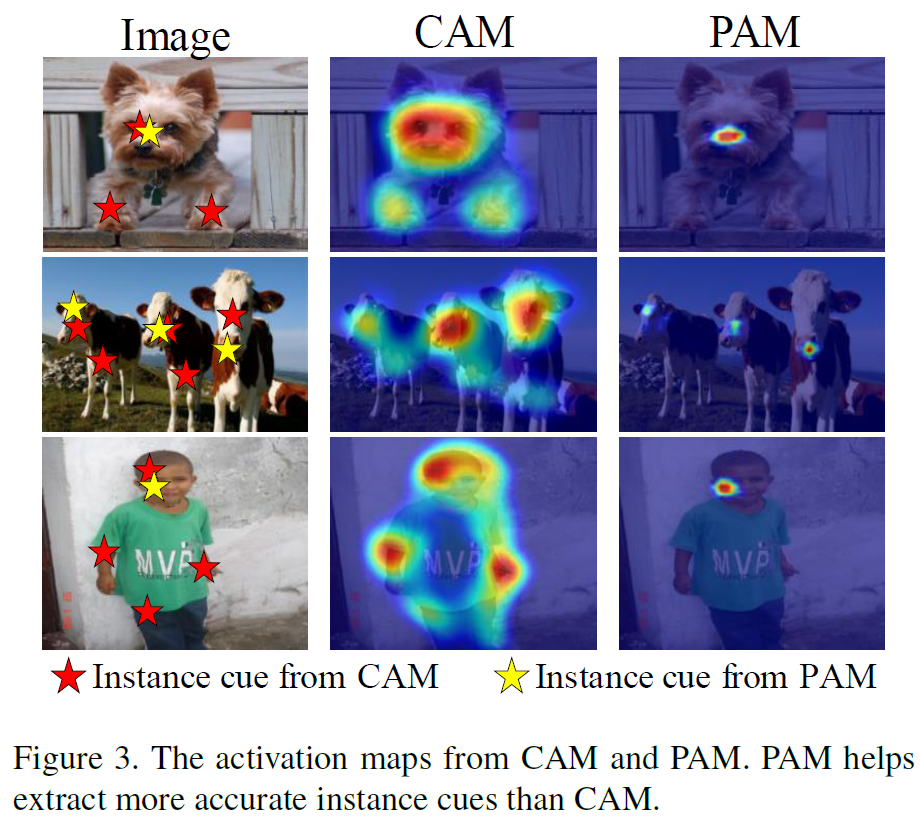 Image CAM PAM
MVP
MVP
MVP
Instance cue from CAM Instance cue from PAM
Figure 3. The activation maps from CAM and PAM. PAM helps
extract more accurate instance cues than CAM.